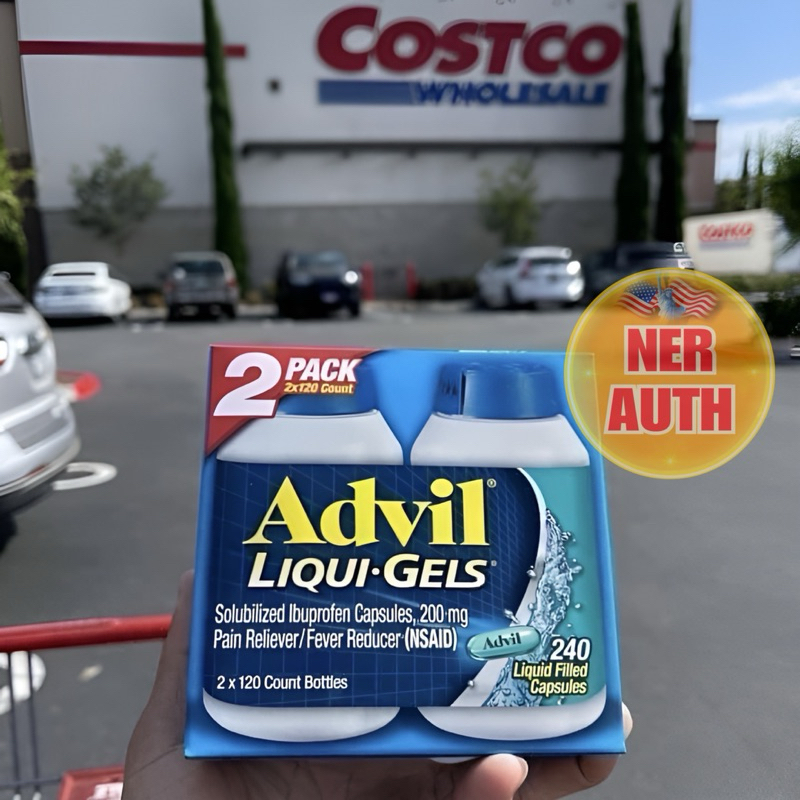 COSTCO
WHOLESALE
COSTCO
NER
AUTH
2 PACK
2x120 Count
Advil®
LIQUI·GELS®
Solubilized Ibuprofen Capsules, 200 mg
Pain Reliever/Fever Reducer (NSAID)
Advil
240
Liquid Filled
Capsules
2 x 120 Count Bottles